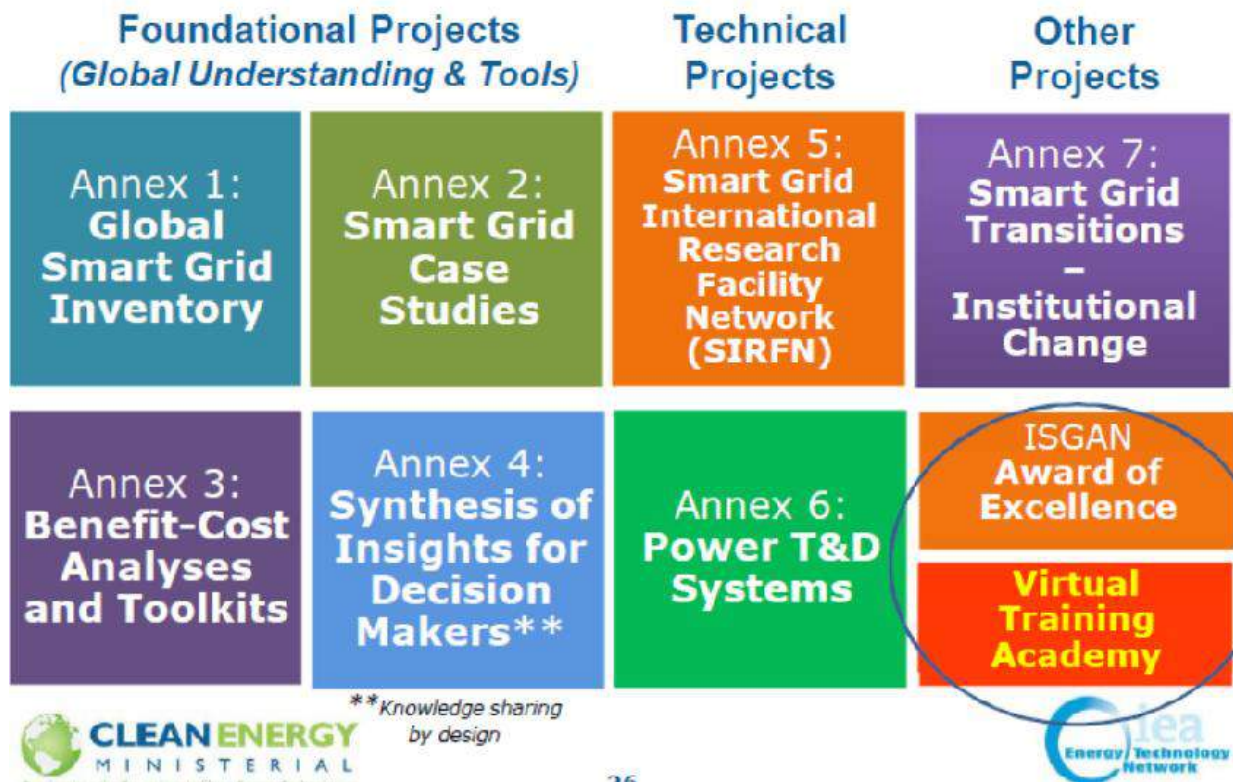 Foundational Projects
(Global Understanding & Tools)
Technical
Projects
Other
Projects
Annex 1:
Global
Smart Grid
Inventory
Annex 2:
Smart Grid
Case
Studies
Annex 5:
Smart Grid
International
Research
Facility
Network
(SIRFN)
Annex 7:
Smart Grid
Transitions
–
Institutional
Change
Annex 3:
Benefit-Cost
Analyses
and Toolkits
Annex 4:
Synthesis of
Insights for
Decision
Makers**
Annex 6:
Power T&D
Systems
ISGAN
Award of
Excellence
Virtual
Training
Academy
**Knowledge sharing
by design
CLEAN ENERGY
MINISTERIAL
iea
Energy Technology
Network